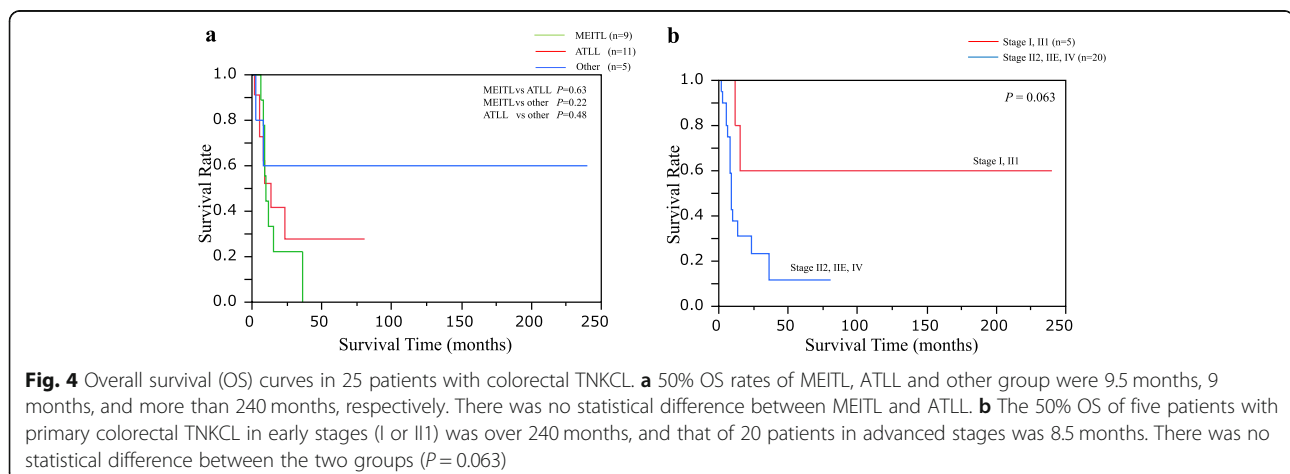 a
MEITL (n=9)
ATLL (n=11)
Other (n=5)
MEITLvs ATLL P=0.63
MEITLvs other P=0.22
ATLL vs other P=0.48
1.0
0.8
0.6
0.4
0.2
0.0
Survival Rate
0 50 100 150 200 250
Survival Time (months)
b
Stage I, II1 (n=5)
Stage II2, IIE, IV (n=20)
P = 0.063
1.0
0.8
0.6
0.4
0.2
0.0
Survival Rate
Stage I, II1
Stage II2, IIE, IV
0 50 100 150 200 250
Survival Time (months)
Fig. 4 Overall survival (OS) curves in 25 patients with colorectal TNKCL. a 50% OS rates of MEITL, ATLL and other group were 9.5 months, 9
months, and more than 240 months, respectively. There was no statistical difference between MEITL and ATLL. b The 50% OS of five patients with
primary colorectal TNKCL in early stages (I or II1) was over 240 months, and that of 20 patients in advanced stages was 8.5 months. There was no
statistical difference between the two groups (P = 0.063)